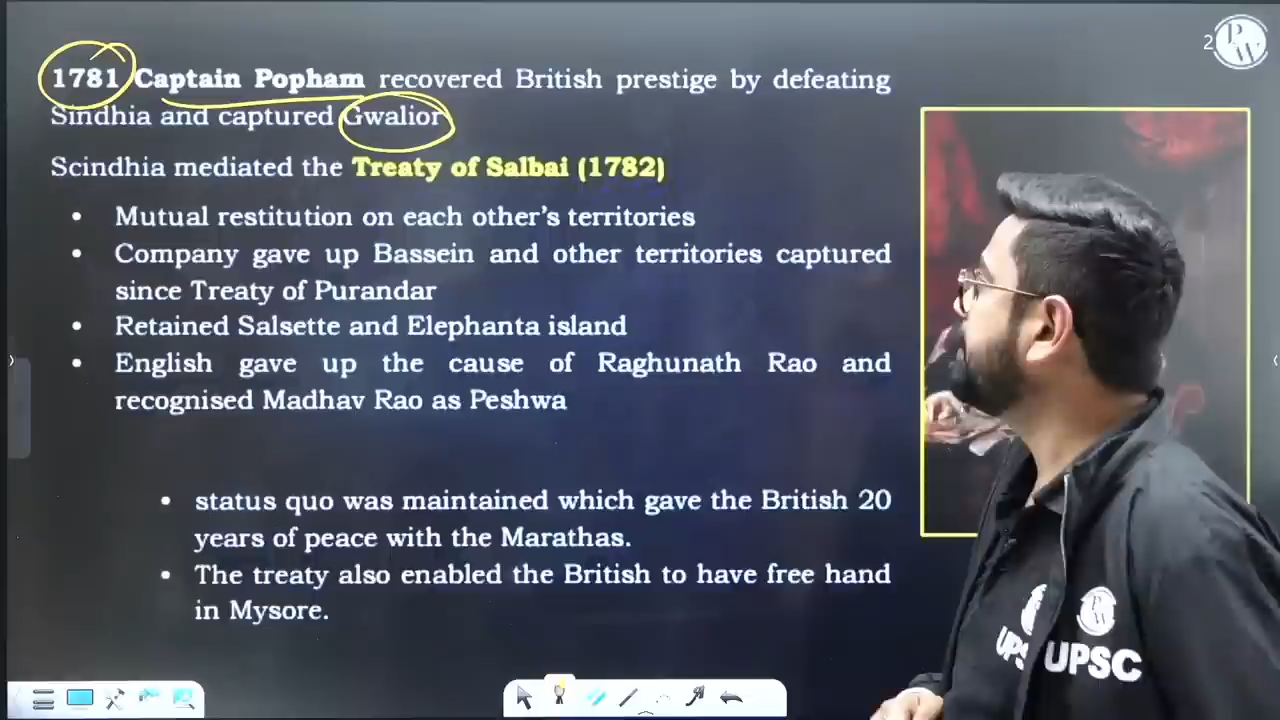 1781 Captain Popham recovered British prestige by defeating
Sindhia and captured Gwalior
Scindhia mediated the Treaty of Salbai (1782)
• Mutual restitution on each other's territories
• Company gave up Bassein and other territories captured
since Treaty of Purandar
• Retained Salsette and Elephanta island
• English gave up the cause of Raghunath Rao and
recognised Madhav Rao as Peshwa
• status quo was maintained which gave the British 20
years of peace with the Marathas.
• The treaty also enabled the British to have free hand
in Mysore.
2
PW
PW
UPS
UPSC